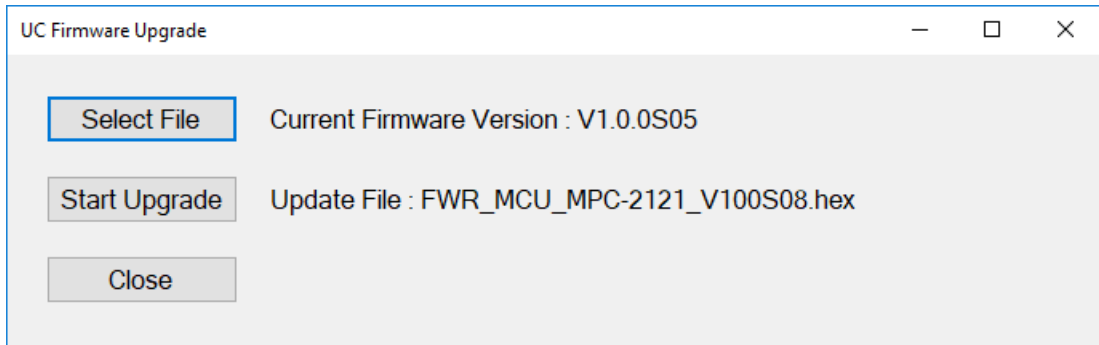 UC Firmware Upgrade
Select File Current Firmware Version : V1.0.0S05
Start Upgrade Update File : FWR_MCU_MPC-2121_V100S08.hex
Close